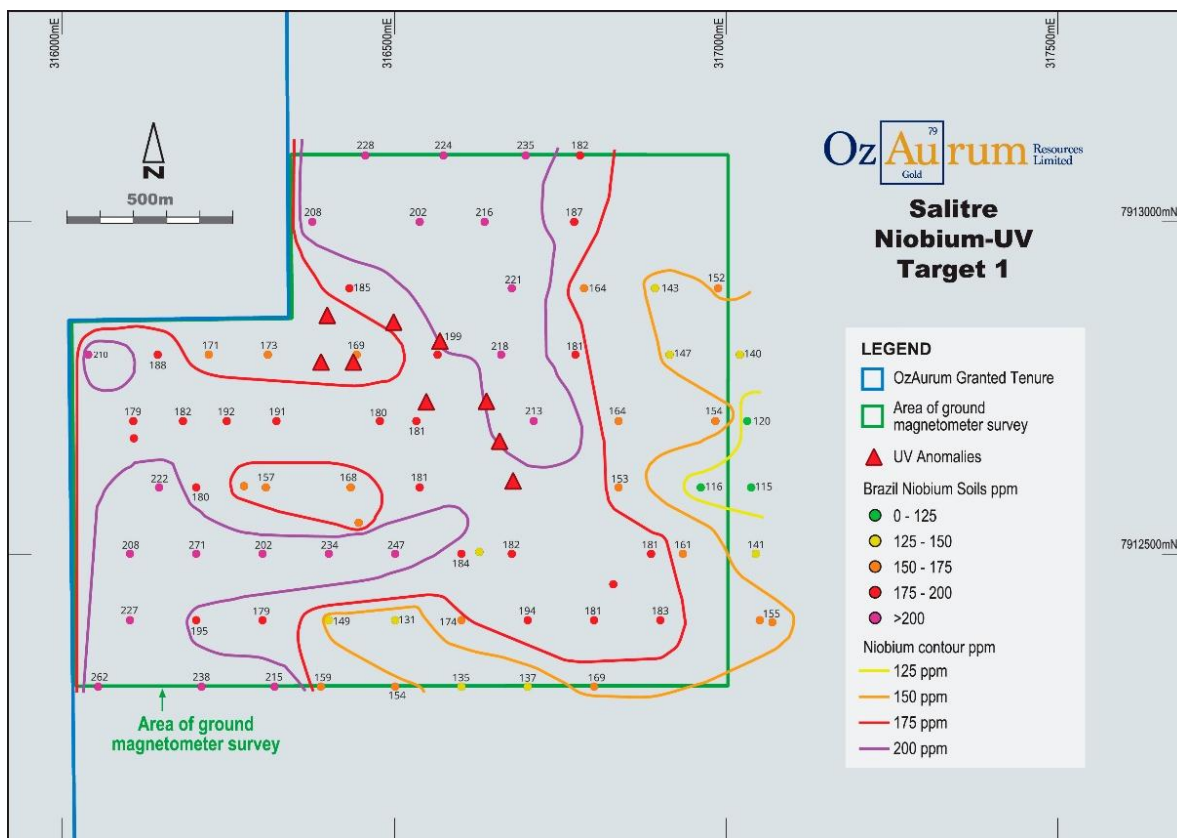 316000mE
316500mE
317000mE
317500mE
N
500m
Oz Aurum Resources Limited
79
Gold
Salitre
Niobium-UV
Target 1
7913000mN
7912500mN
228 224 235 182
208 202 216 187
185 221 164 143 152
199
210 188 171 173 169 218 181 147 140
179 182 192 191 180 181 213 164 154 120
222 180 157 168 181 153 116 115
208 271 202 234 247 184 182 181 161 141
227 195 179 149 131 174 194 181 183 155
262 238 215 159 154 135 137 169
Area of ground
magnetometer survey
LEGEND
OzAurum Granted Tenure
Area of ground
magnetometer survey
UV Anomalies
Brazil Niobium Soils ppm
0 - 125
125 - 150
150 - 175
175 - 200
>200
Niobium contour ppm
125 ppm
150 ppm
175 ppm
200 ppm